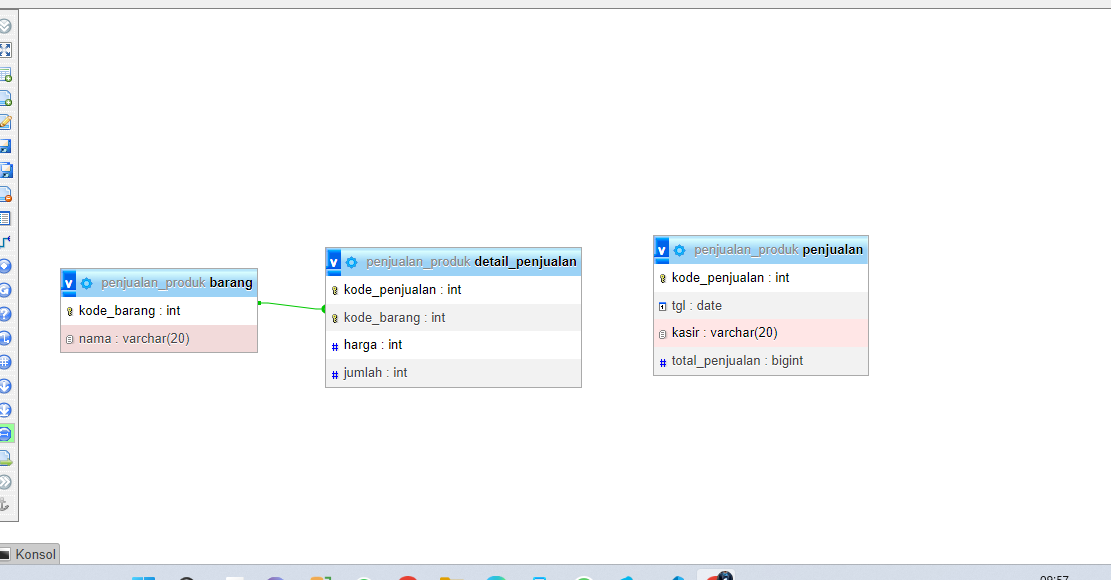 penjualan_produk barang
kode_barang : int
nama : varchar(20)
penjualan_produk detail_penjualan
kode_penjualan : int
kode_barang : int
harga : int
jumlah : int
penjualan_produk penjualan
kode_penjualan : int
tgl : date
kasir : varchar(20)
total_penjualan : bigint
Konsol